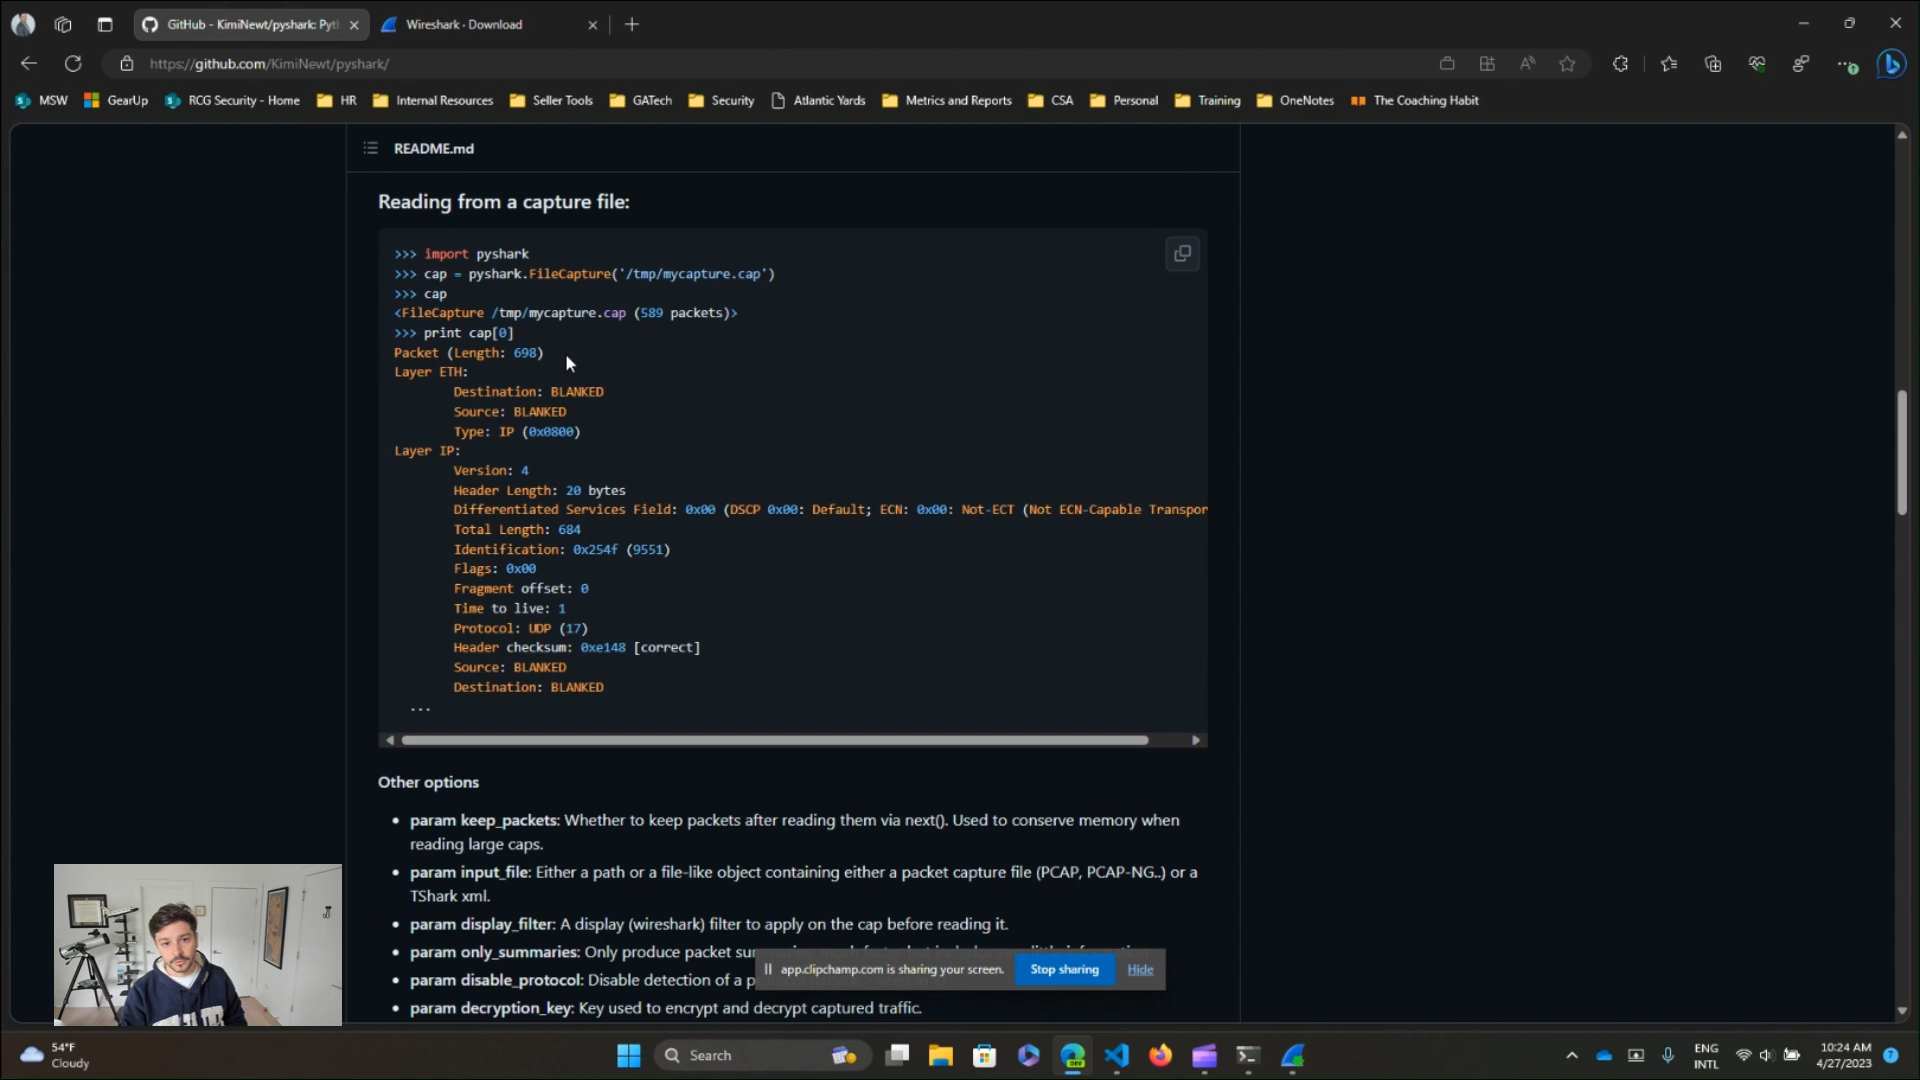 GitHub - KimiNewt/pyshark: Pyt
Wireshark · Download
https://github.com/KimiNewt/pyshark/
MSW
GearUp
RCG Security - Home
HR
Internal Resources
Seller Tools
GATech
Security
Atlantic Yards
Metrics and Reports
CSA
Personal
Training
OneNotes
The Coaching Habit
README.md
Reading from a capture file:
>>> import pyshark
>>> cap = pyshark.FileCapture('/tmp/mycapture.cap')
>>> cap
<FileCapture /tmp/mycapture.cap (589 packets)>
>>> print cap[0]
Packet (Length: 698)
Layer ETH:
Destination: BLANKED
Source: BLANKED
Type: IP (0x0800)
Layer IP:
Version: 4
Header Length: 20 bytes
Differentiated Services Field: 0x00 (DSCP 0x00: Default; ECN: 0x00: Not-ECT (Not ECN-Capable Transpor
Total Length: 684
Identification: 0x254f (9551)
Flags: 0x00
Fragment offset: 0
Time to live: 1
Protocol: UDP (17)
Header checksum: 0xe148 [correct]
Source: BLANKED
Destination: BLANKED
...
Other options
• param keep_packets: Whether to keep packets after reading them via next(). Used to conserve memory when
reading large caps.
• param input_file: Either a path or a file-like object containing either a packet capture file (PCAP, PCAP-NG..) or a
TShark xml.
• param display_filter: A display (wireshark) filter to apply on the cap before reading it.
• param only_summaries: Only produce packet
• param disable_protocol: Disable detection of a
app.clipchamp.com is sharing your screen.
Stop sharing
Hide
• param decryption_key: Key used to encrypt and decrypt captured traffic.
54°F
Cloudy
Search
ENG
INTL
10:24 AM
4/27/2023
7